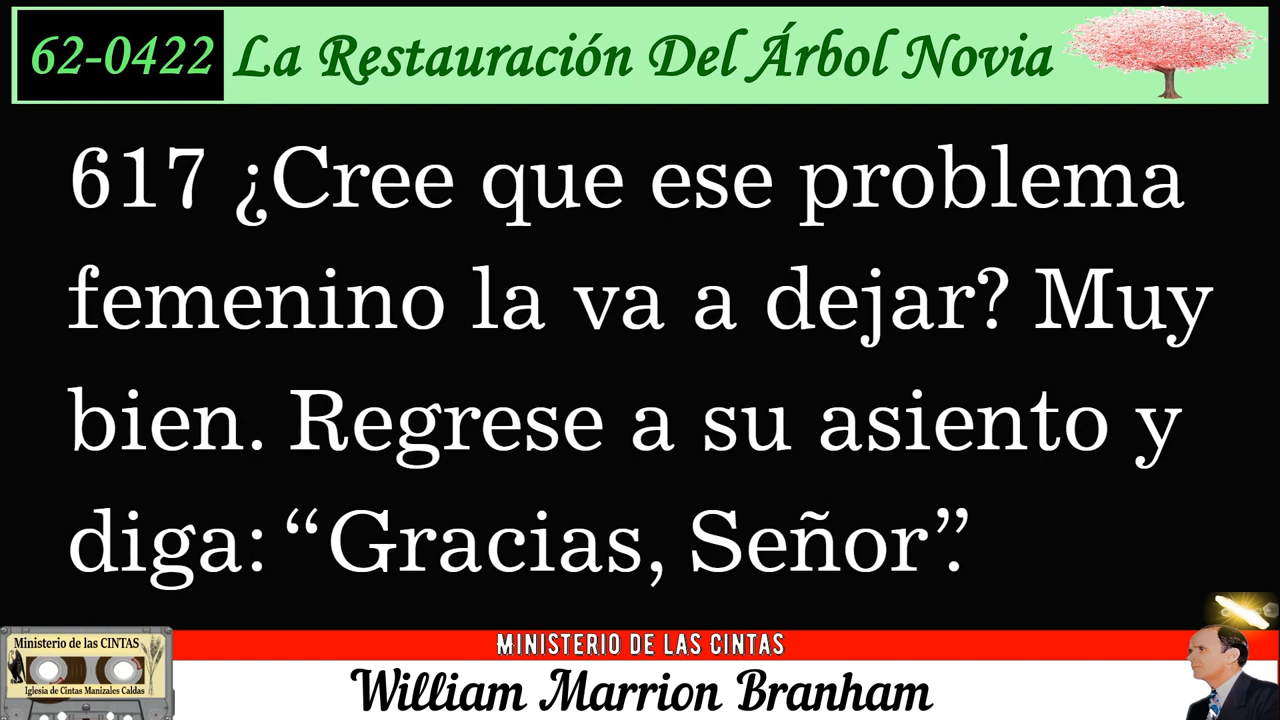 62-0422 La Restauración Del Árbol Novia
617 ¿Cree que ese problema
femenino la va a dejar? Muy
bien. Regrese a su asiento y
diga: “Gracias, Señor”.
Ministerio de las CINTAS
Iglesia de Cintas Manizales Caldas
MINISTERIO DE LAS CINTAS
William Marrion Branham